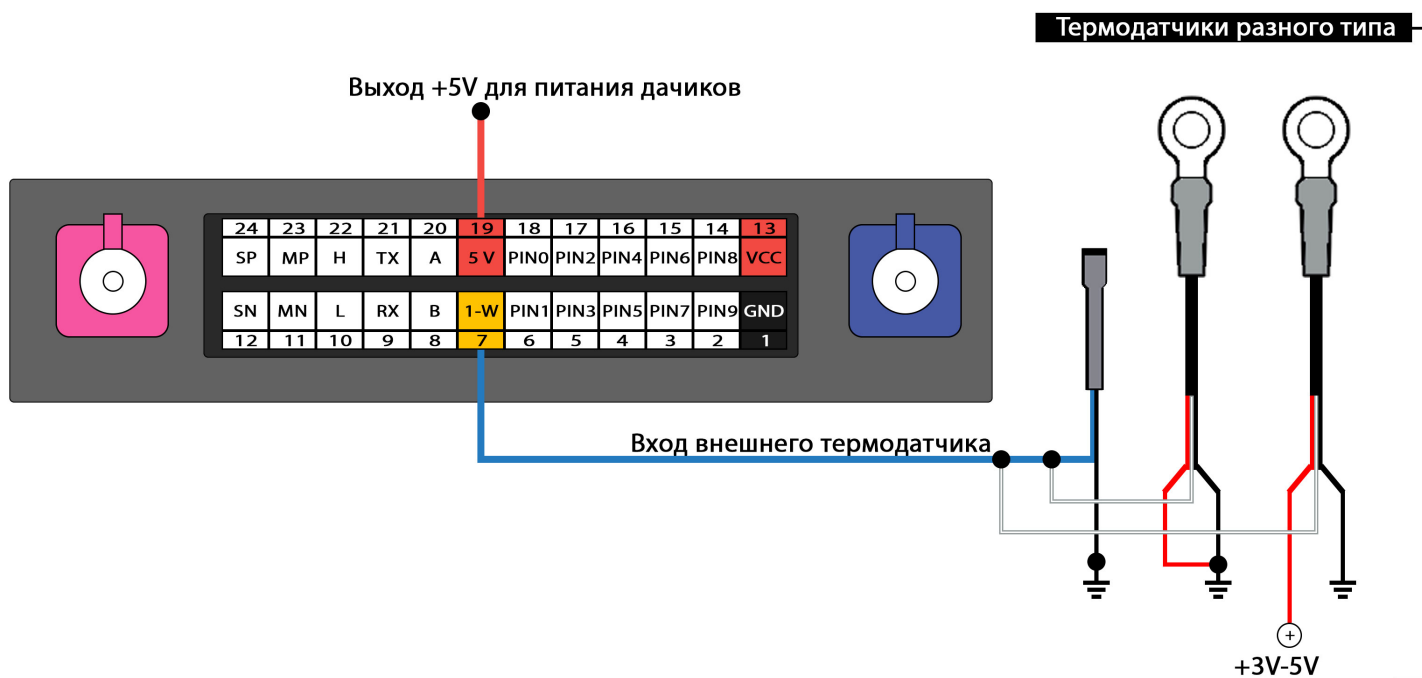 Термодатчики разного типа
Выход +5V для питания дачиков
24 23 22 21 20 19 18 17 16 15 14 13
SP MP H TX A 5 V PIN0 PIN2 PIN4 PIN6 PIN8 VCC
SN MN L RX B 1-W PIN1 PIN3 PIN5 PIN7 PIN9 GND
12 11 10 9 8 7 6 5 4 3 2 1
Вход внешнего термодатчика
+
+3V-5V